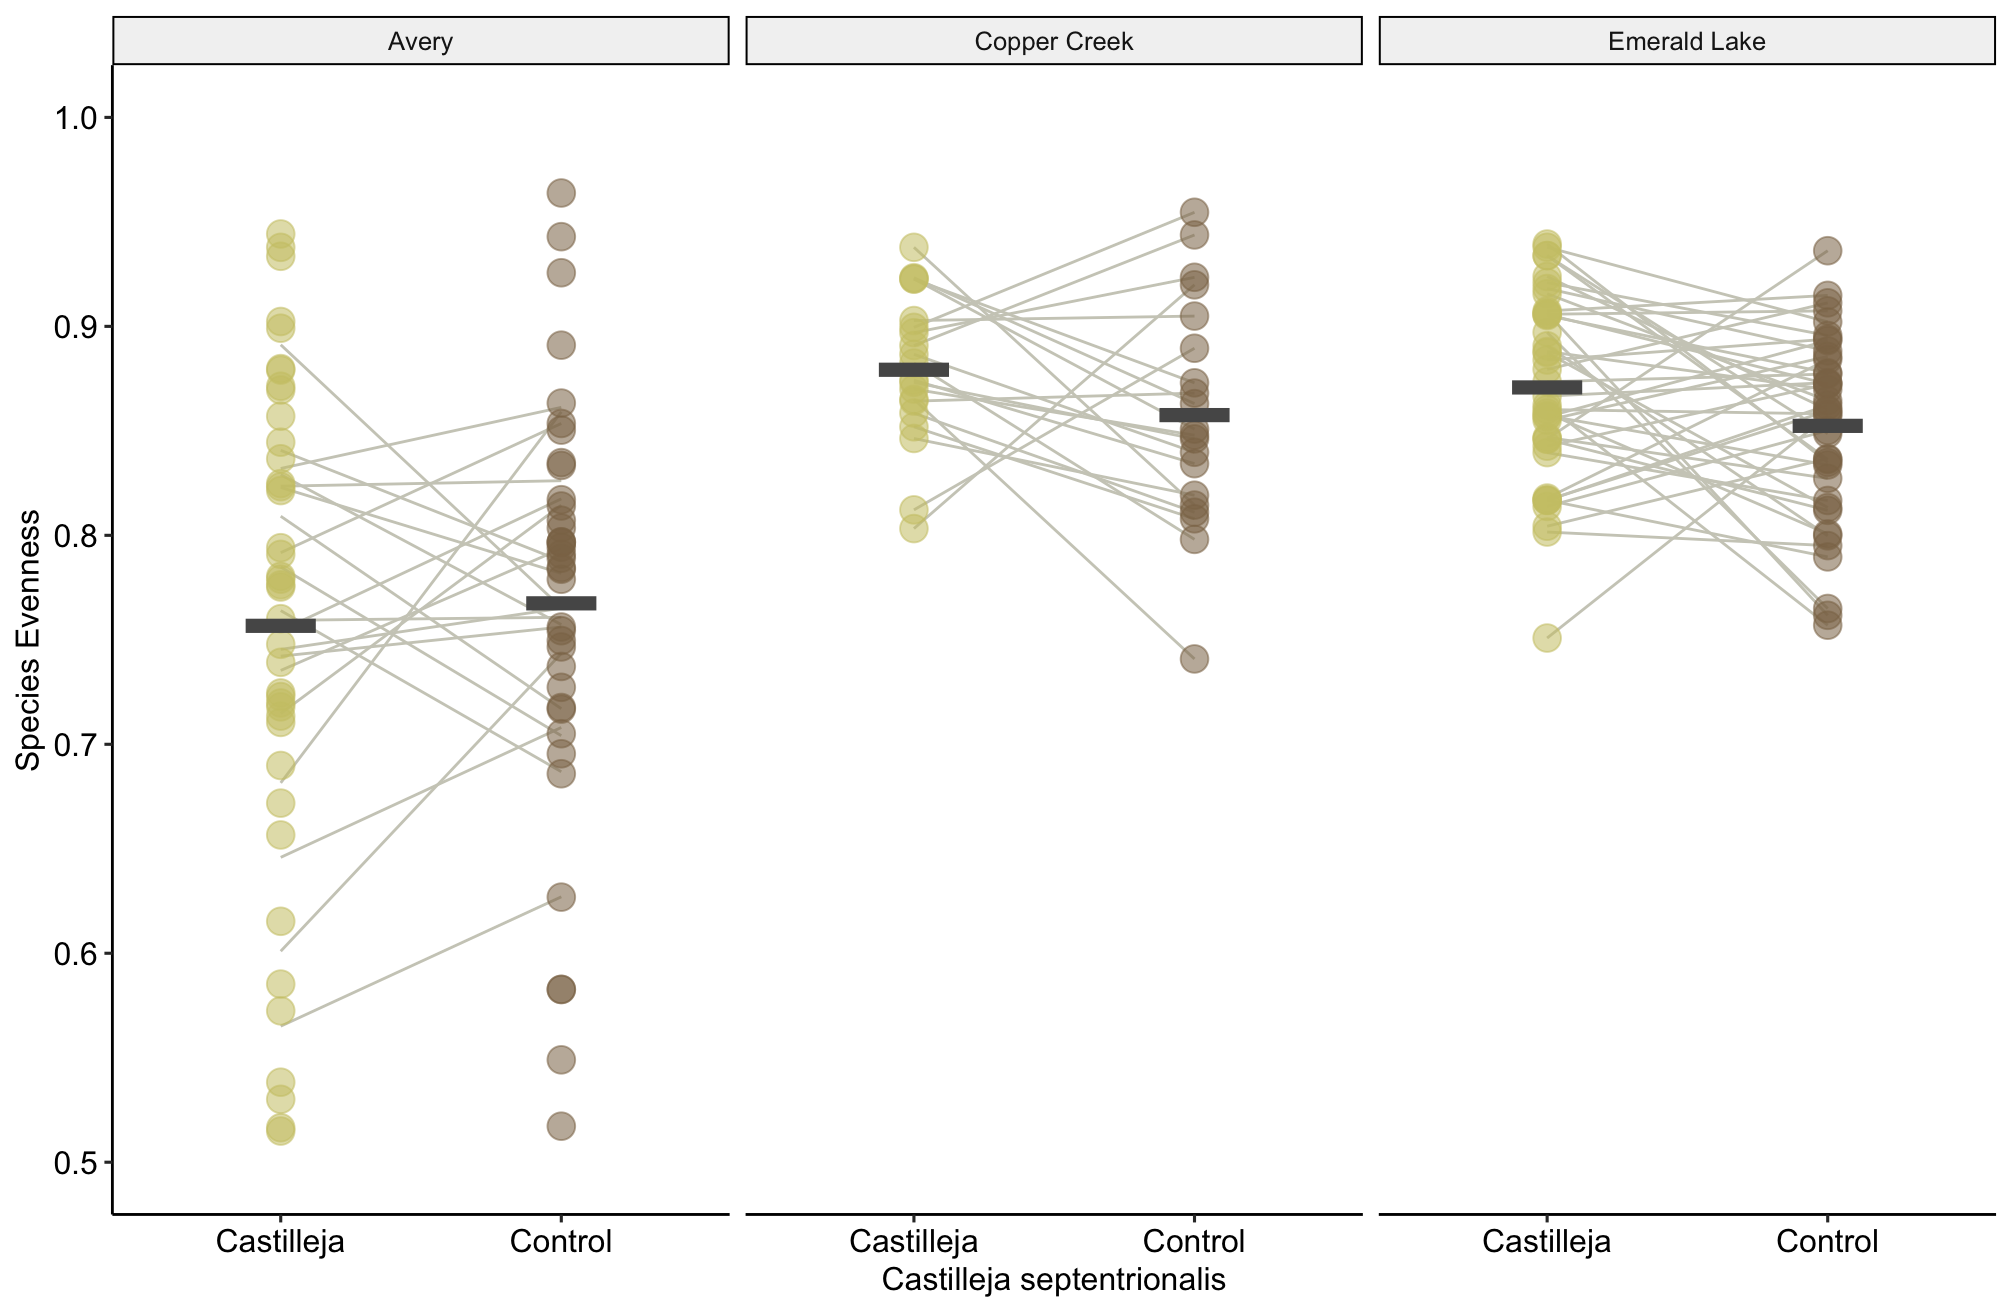 Avery
Copper Creek
Emerald Lake
Species Evenness
1.0
0.9
0.8
0.7
0.6
0.5
Castilleja
Control
Castilleja
Control
Castilleja
Control
Castilleja septentrionalis